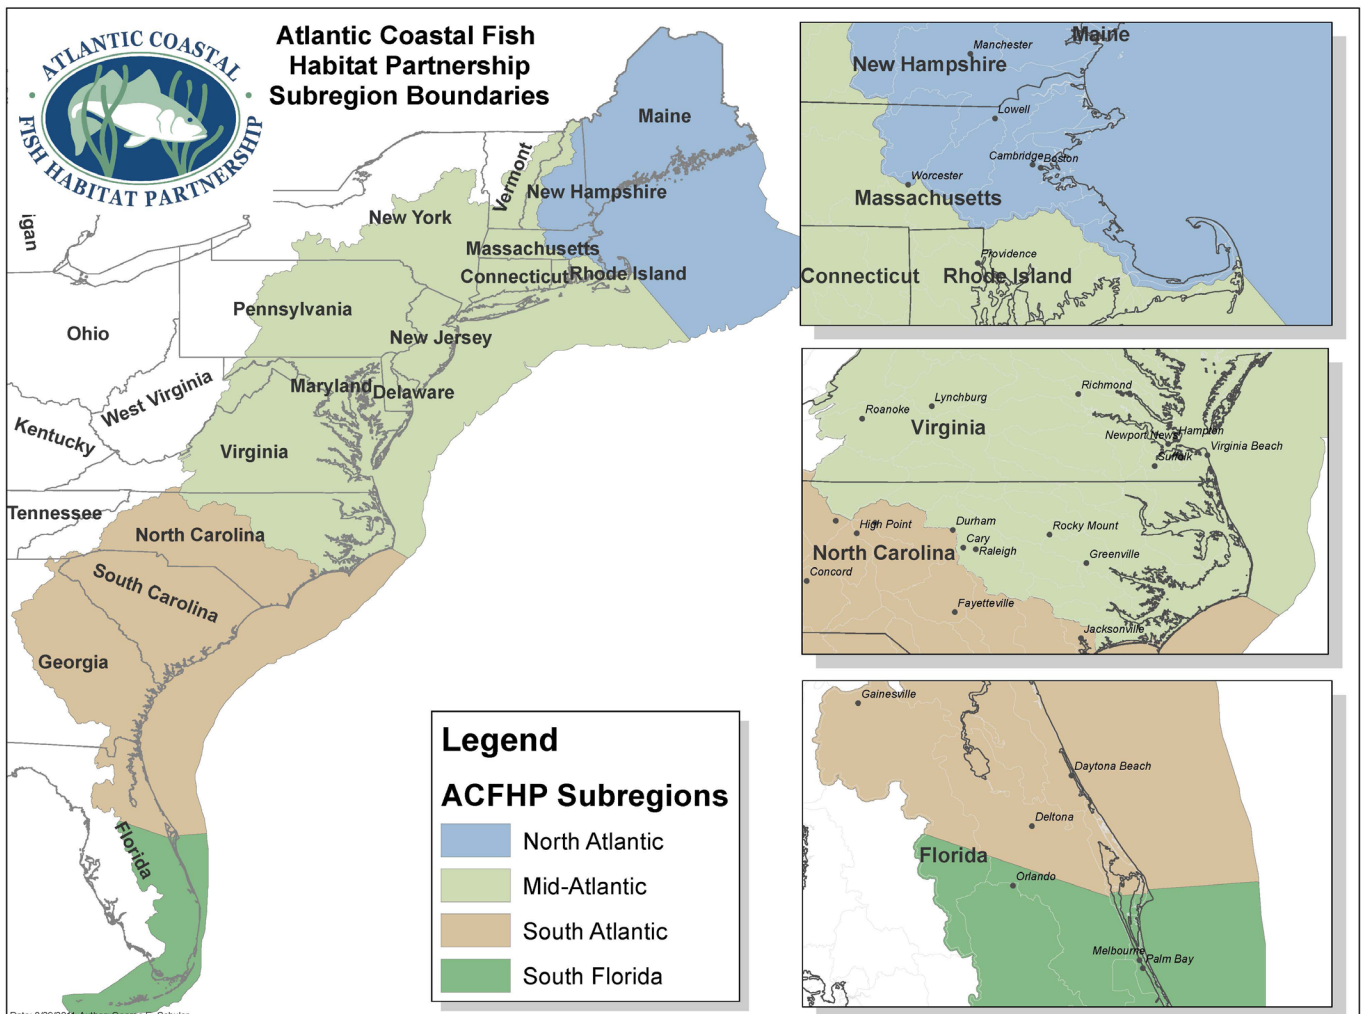 ATLANTIC COASTAL
FISH HABITAT PARTNERSHIP
Atlantic Coastal Fish
Habitat Partnership
Subregion Boundaries
Maine
Vermont
New Hampshire
New York
igan
Massachusetts
Connecticut
Rhode Island
Pennsylvania
Ohio
New Jersey
West Virginia
Maryland
Delaware
Kentucky
Virginia
Tennessee
North Carolina
South Carolina
Georgia
Florida
Legend
ACFHP Subregions
North Atlantic
Mid-Atlantic
South Atlantic
South Florida
Maine
Manchester
New Hampshire
Lowell
Cambridge
Boston
Worcester
Massachusetts
Providence
Connecticut
Rhode Island
Richmond
Lynchburg
Roanoke
Virginia
Hampton
Newport News
Virginia Beach
Suffolk
High Point
Durham
Rocky Mount
Cary
Raleigh
North Carolina
Greenville
Concord
Fayetteville
Jacksonville
Gainesville
Daytona Beach
Deltona
Florida
Orlando
Melbourne
Palm Bay